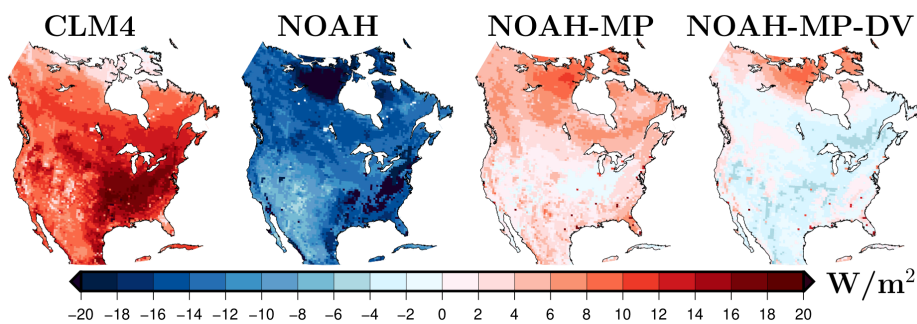 CLM4 NOAH NOAH-MP NOAH-MP-DV
W/m²
−20 −18 −16 −14 −12 −10 −8 −6 −4 −2 0 2 4 6 8 10 12 14 16 18 20